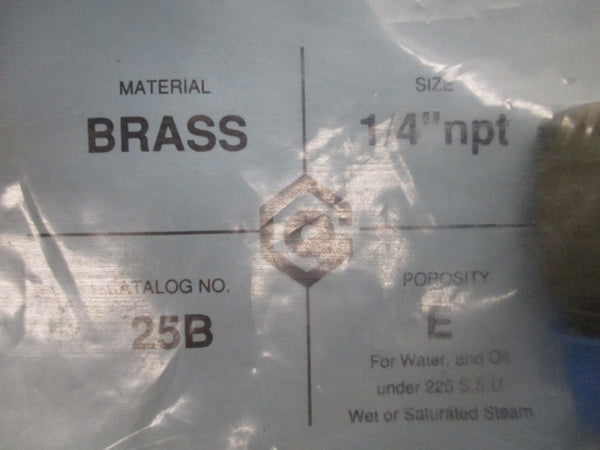 MATERIAL
BRASS
SIZE
1/4" npt
CATALOG NO.
25B
POROSITY
E
For Water, and Oil
under 225 S.S.U
Wet or Saturated Steam